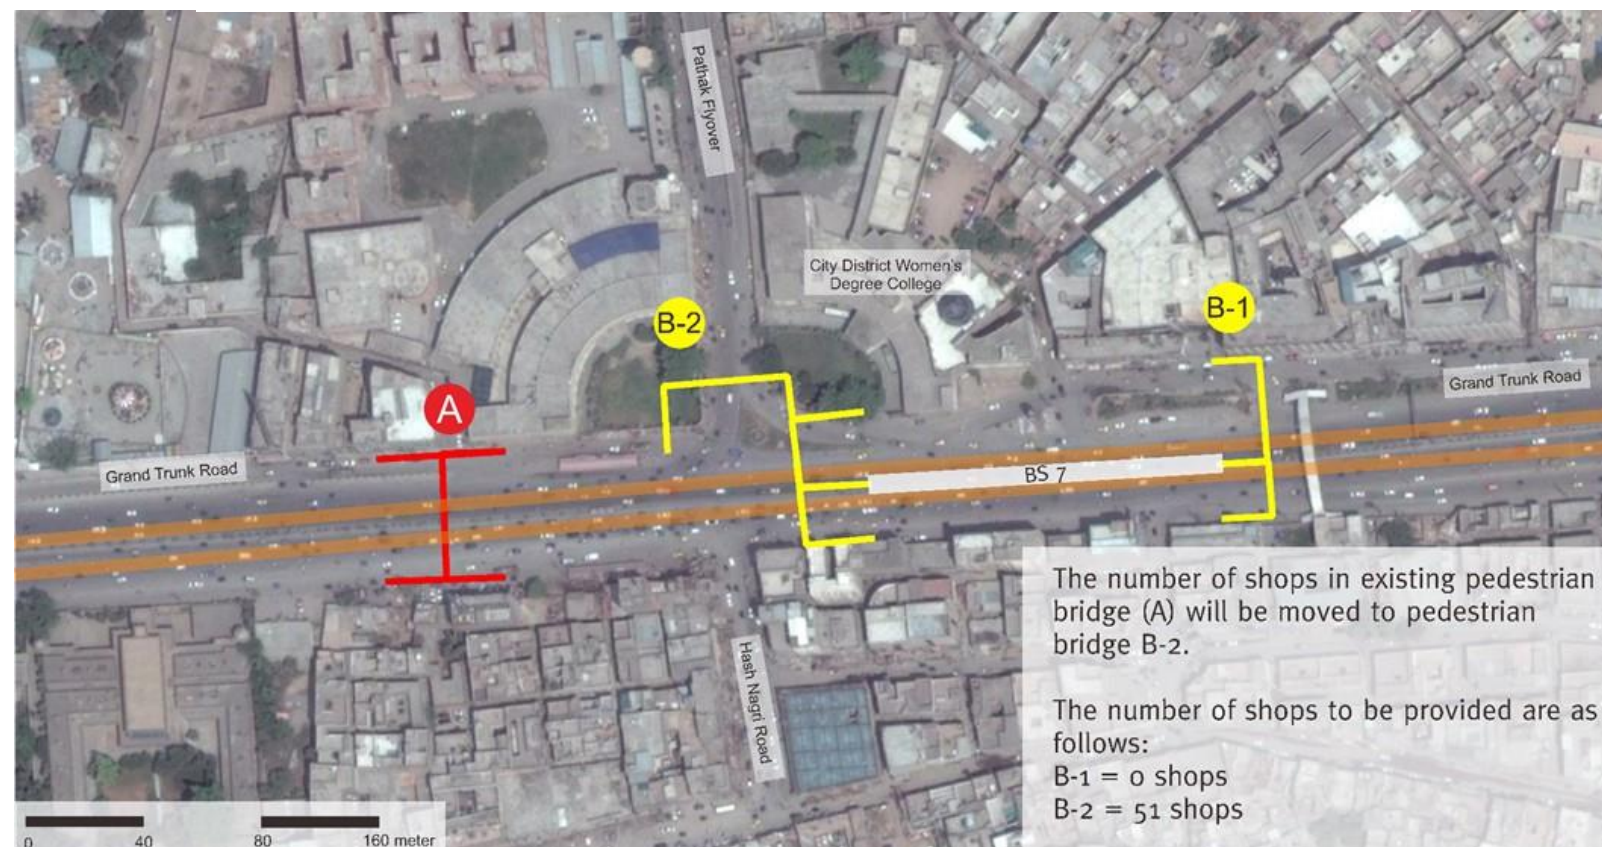 Pathak Flyover
City District Women's
Degree College
B-2
B-1
A
Grand Trunk Road
Grand Trunk Road
BS 7
Hash Nagri Road
The number of shops in existing pedestrian
bridge (A) will be moved to pedestrian
bridge B-2.
The number of shops to be provided are as
follows:
B-1 = 0 shops
B-2 = 51 shops
0 40 80 160 meter